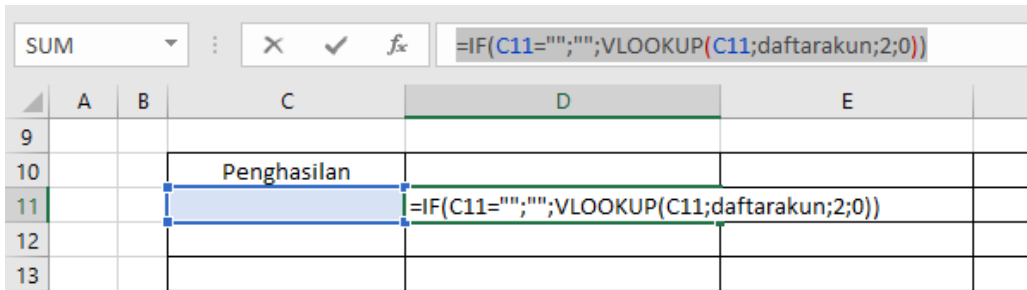 SUM fx =IF(C11="";"";VLOOKUP(C11;daftarakun;2;0))
A B C D E
9
10 Penghasilan
11 =IF(C11="";"";VLOOKUP(C11;daftarakun;2;0))
12
13